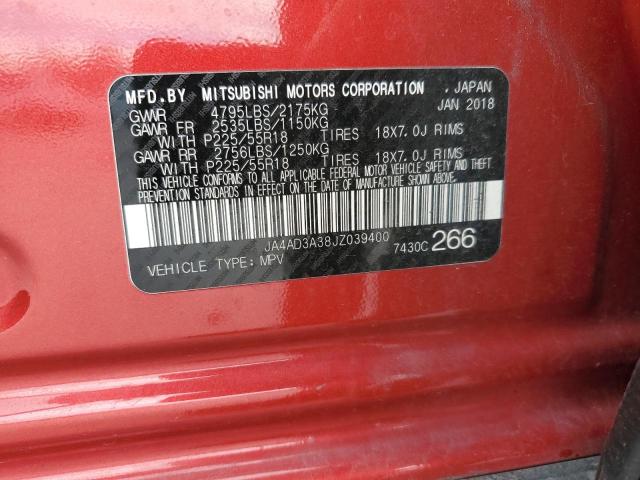 MFD.BY MITSUBISHI MOTORS CORPORATION , JAPAN
GVWR 4795LBS/2175KG JAN 2018
GAWR FR 2535LBS/1150KG
WITH P225/55R18 TIRES 18X7.0J RIMS
GAWR RR 2756LBS/1250KG
WITH P225/55R18 TIRES 18X7.0J RIMS
THIS VEHICLE CONFORMS TO ALL APPLICABLE FEDERAL MOTOR VEHICLE SAFETY AND THEFT
PREVENTION STANDARDS IN EFFECT ON THE DATE OF MANUFACTURE SHOWN ABOVE.
JA4AD3A38JZ039400 7430C 266
VEHICLE TYPE:MPV